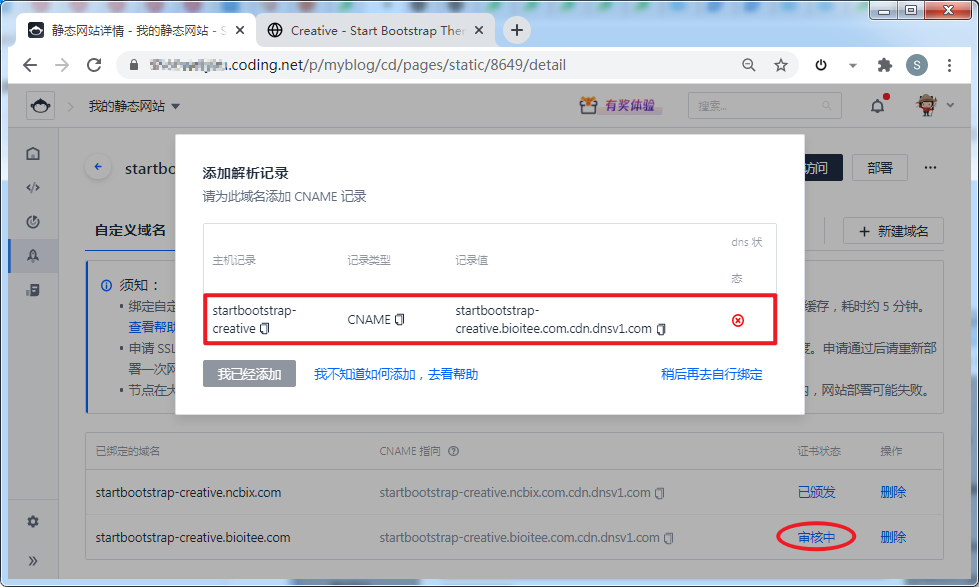 静态网站详情 - 我的静态网站 - S
Creative - Start Bootstrap Ther
.coding.net/p/myblog/cd/pages/static/8649/detail
S
我的静态网站
有奖体验
搜索...
startbo
访问
部署
自定义域名
新建域名
须知：
绑定自定
缓存，耗时约 5 分钟。
查看帮助
申请 SSL
度。申请通过后请重新部
署一次网
节点在大
，网站部署可能失败。
添加解析记录
请为此域名添加 CNAME 记录
主机记录
记录类型
记录值
dns 状
态
startbootstrap-
creative
CNAME
startbootstrap-
creative.bioitee.com.cdn.dnsv1.com
我已经添加
我不知道如何添加，去看帮助
稍后再去自行绑定
已绑定的域名
CNAME 指向
证书状态
操作
startbootstrap-creative.ncbix.com
startbootstrap-creative.ncbix.com.cdn.dnsv1.com
已颁发
删除
startbootstrap-creative.bioitee.com
startbootstrap-creative.bioitee.com.cdn.dnsv1.com
审核中
删除